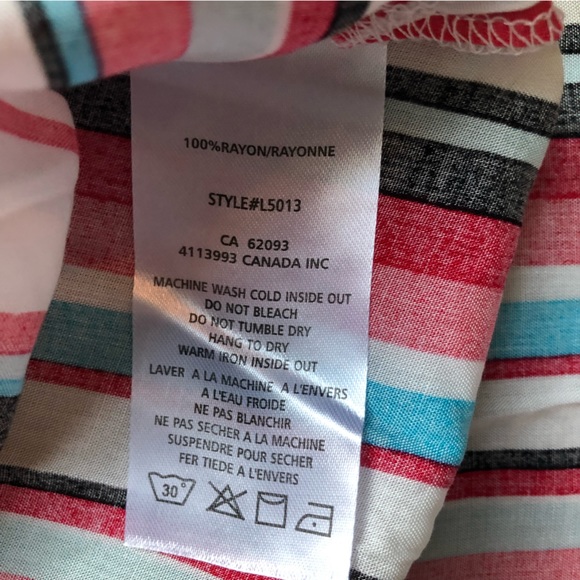 100%RAYON/RAYONNE
STYLE#L5013
CA 62093
4113993 CANADA INC
MACHINE WASH COLD INSIDE OUT
DO NOT BLEACH
DO NOT TUMBLE DRY
HANG TO DRY
WARM IRON INSIDE OUT
LAVER A LA MACHINE A L'ENVERS
A L'EAU FROIDE
NE PAS BLANCHIR
NE PAS SECHER A LA MACHINE
SUSPENDRE POUR SECHER
FER TIEDE A L'ENVERS
30°